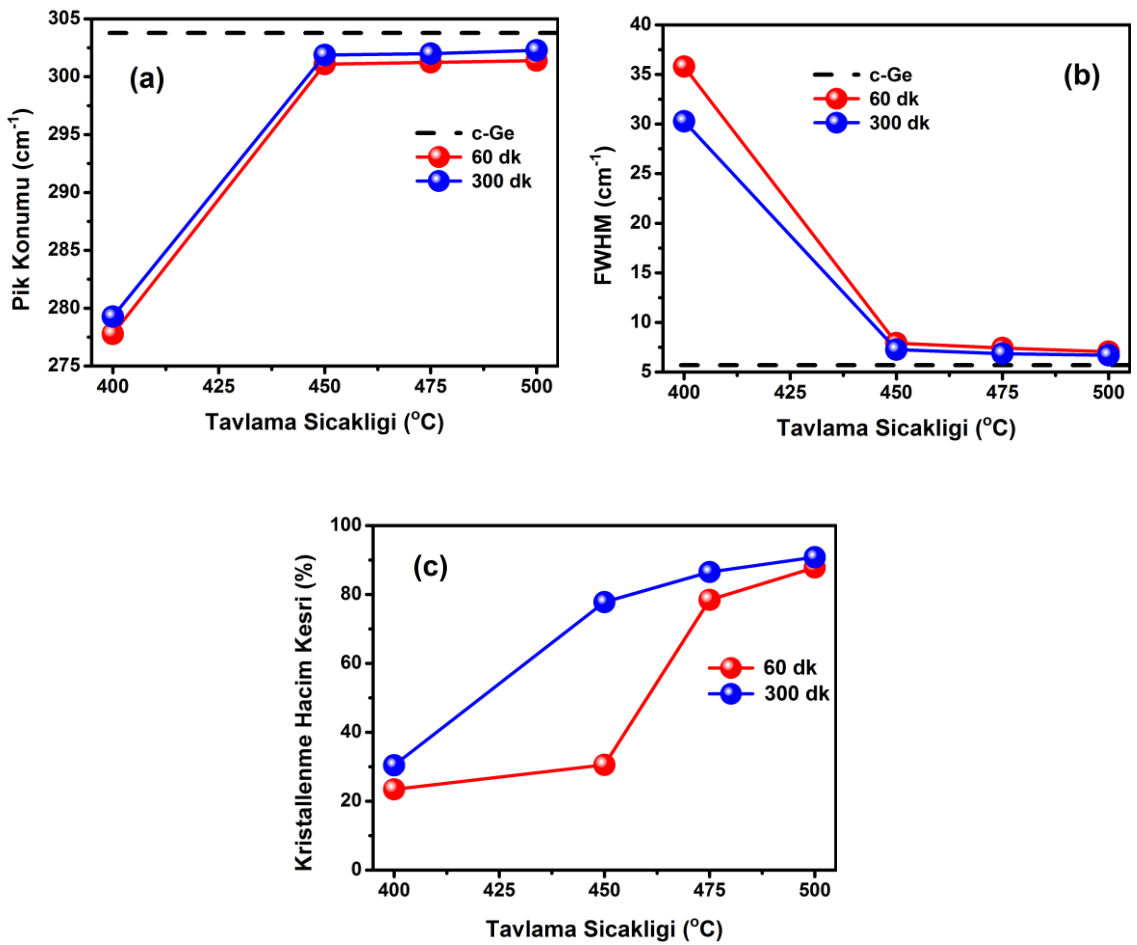 305
300
295
290
285
280
275
Pik Konumu (cm⁻¹)
(a)
c-Ge
60 dk
300 dk
400
425
450
475
500
Tavlama Sicakligi (°C)
40
35
30
25
20
15
10
5
FWHM (cm⁻¹)
(b)
c-Ge
60 dk
300 dk
400
425
450
475
500
Tavlama Sicakligi (°C)
100
80
60
40
20
0
Kristallenme Hacim Kesri (%)
(c)
60 dk
300 dk
400
425
450
475
500
Tavlama Sicakligi (°C)